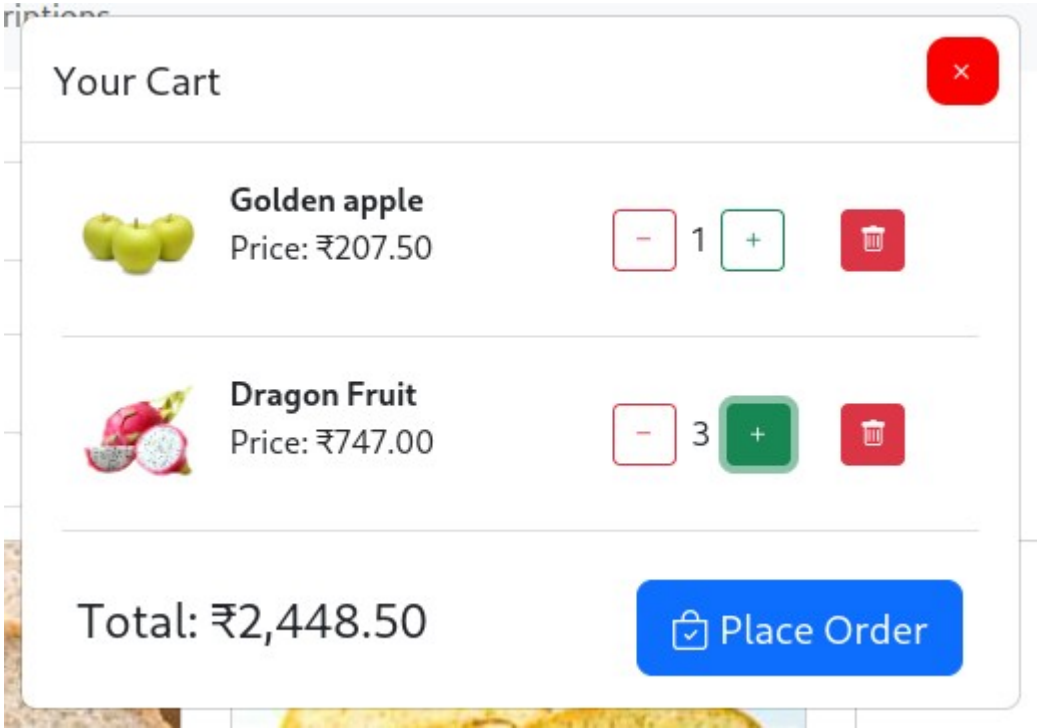 Your Cart
×
Golden apple
Price: ₹207.50
− 1 +
Dragon Fruit
Price: ₹747.00
− 3 +
Total: ₹2,448.50
Place Order